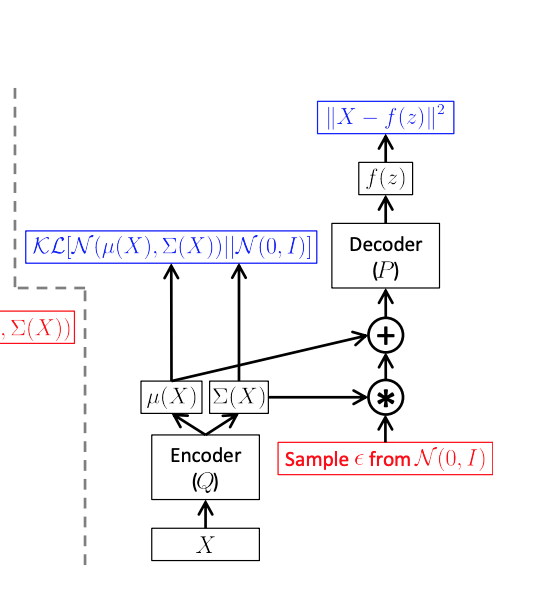 ‖X − f(z)‖²
f(z)
𝒦ℒ[𝒩(μ(X), Σ(X))||𝒩(0, I)]
Decoder
(P)
, Σ(X))
+
μ(X)
Σ(X)
*
Encoder
(Q)
Sample ϵ from 𝒩(0, I)
X